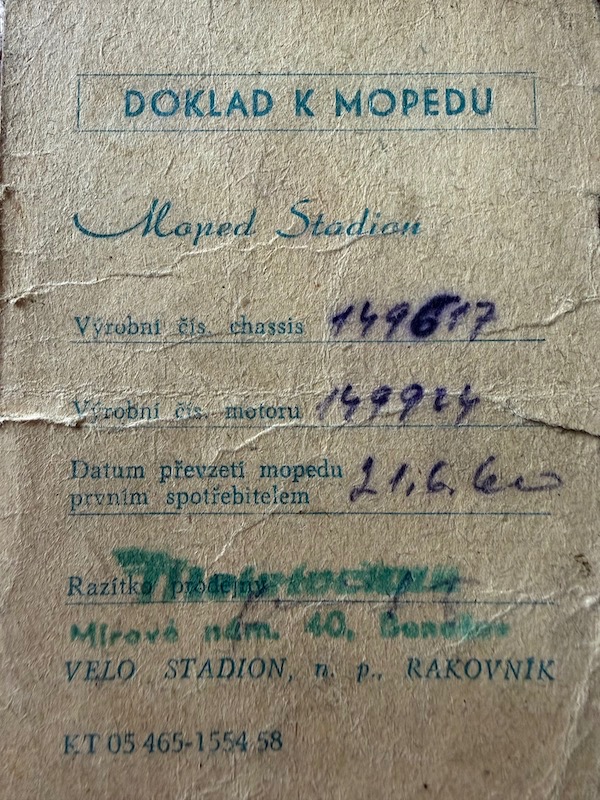 DOKLAD K MOPEDU
Moped Stadion
Výrobní čís. chassis 149617
Výrobní čís. motoru 149924
Datum převzetí mopedu
prvním spotřebitelem 21.6.60
Razítko prodejny
Mírové nám. 40, Benešov
VELO STADION, n. p., RAKOVNÍK
KT 05 465-1554 58